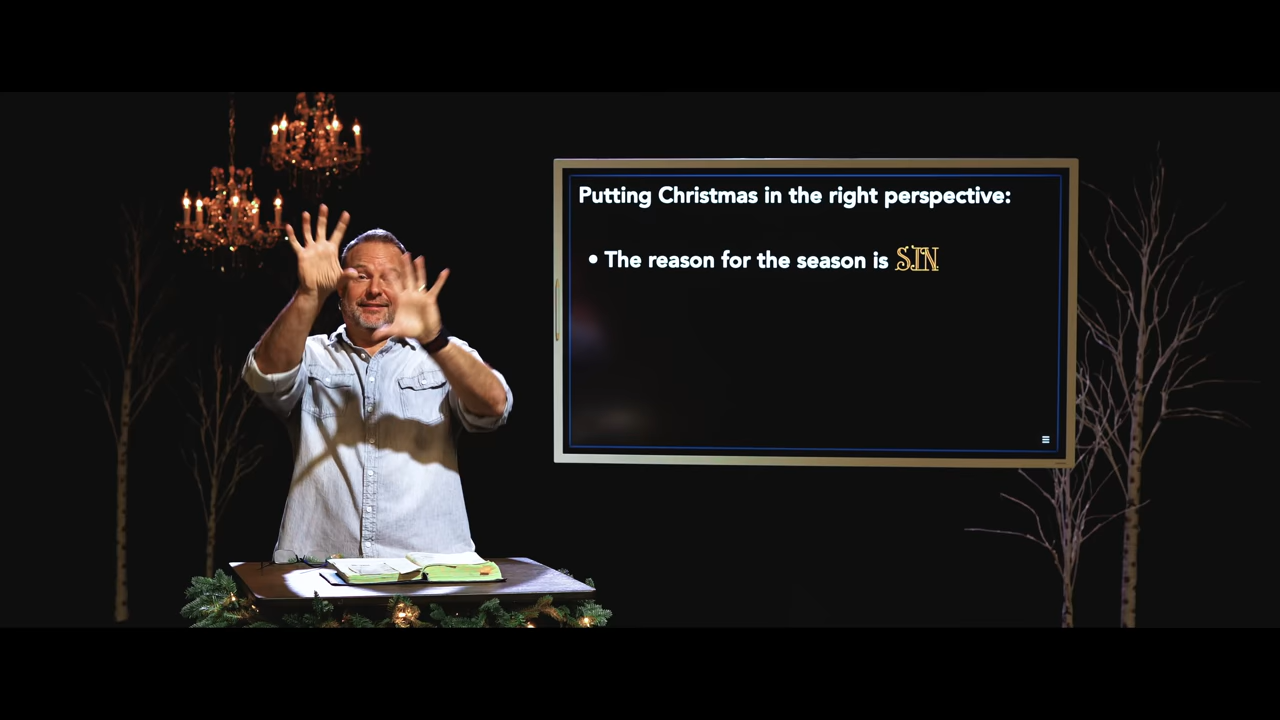 Putting Christmas in the right perspective:
• The reason for the season is SIN